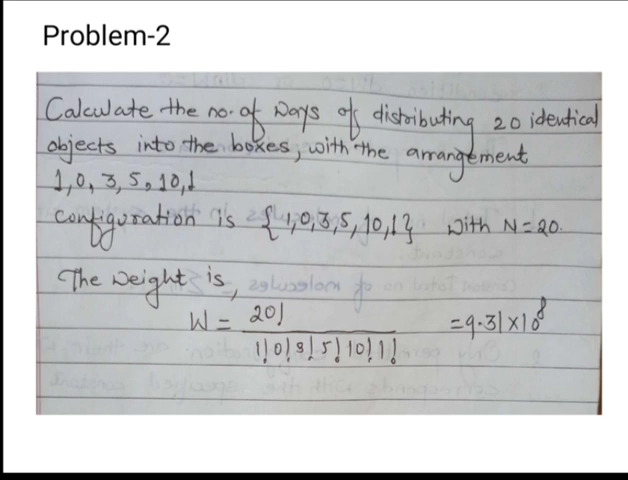 Problem-2
Calculate the no. of ways of distributing 20 identical
objects into the boxes, with the arrangement
1, 0, 3, 5, 10, 1
configuration is {1, 0, 3, 5, 10, 1} with N = 20.
The weight is,
W = 20! / 1! 0! 3! 5! 10! 1! = 9.31 × 10^8